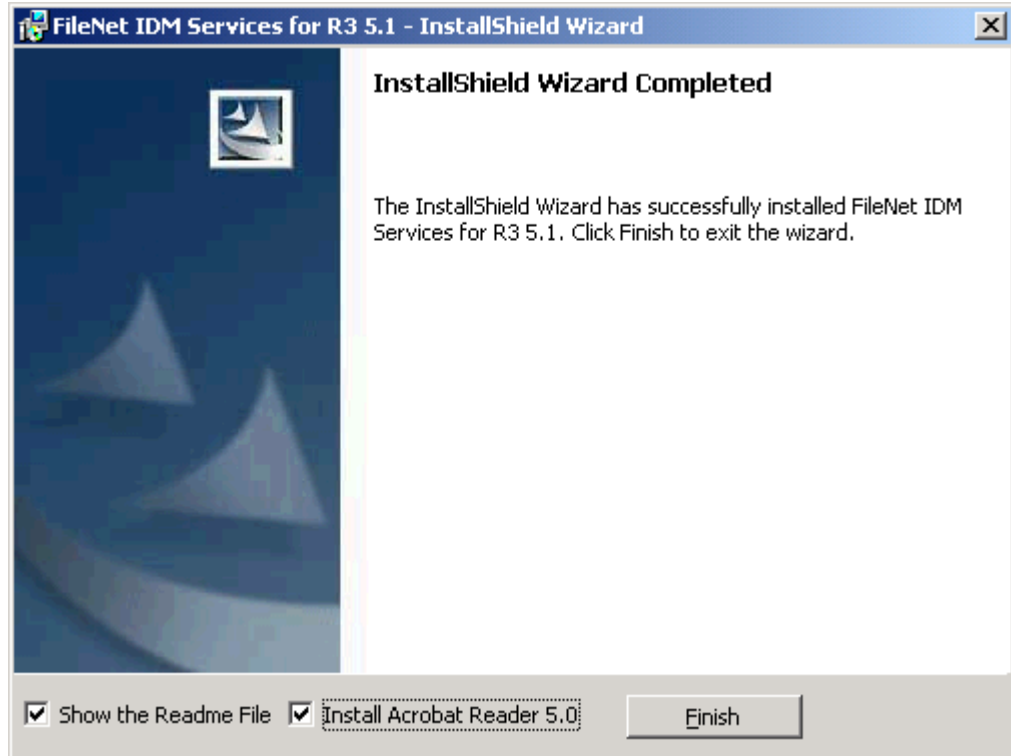 FileNet IDM Services for R3 5.1 - InstallShield Wizard
InstallShield Wizard Completed
The InstallShield Wizard has successfully installed FileNet IDM
Services for R3 5.1. Click Finish to exit the wizard.
Show the Readme File Install Acrobat Reader 5.0 Finish